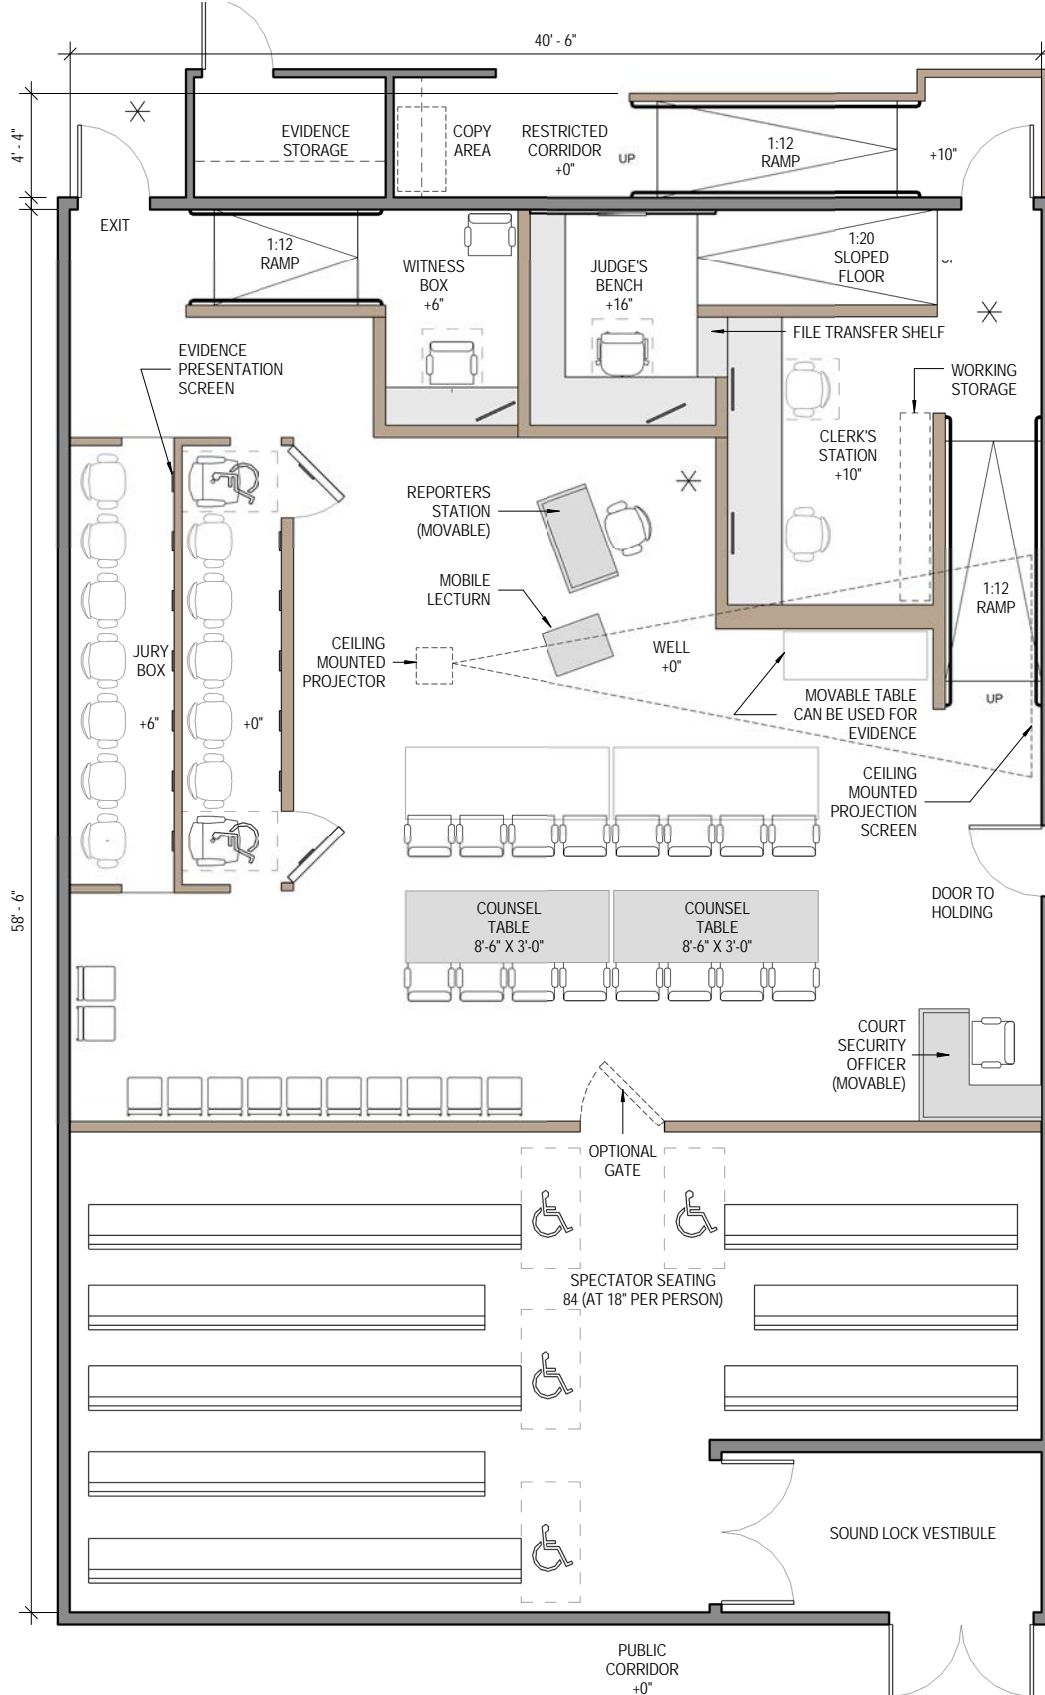 40' - 6"
4' - 4"
EVIDENCE
STORAGE
COPY
AREA
RESTRICTED
CORRIDOR
+0"
UP
1:12
RAMP
+10"
EXIT
1:12
RAMP
WITNESS
BOX
+6"
JUDGE'S
BENCH
+16"
1:20
SLOPED
FLOOR
FILE TRANSFER SHELF
EVIDENCE
PRESENTATION
SCREEN
WORKING
STORAGE
CLERK'S
STATION
+10"
REPORTERS
STATION
(MOVABLE)
MOBILE
LECTURN
1:12
RAMP
CEILING
MOUNTED
PROJECTOR
WELL
+0"
JURY
BOX
+6"
+0"
MOVABLE TABLE
CAN BE USED FOR
EVIDENCE
UP
CEILING
MOUNTED
PROJECTION
SCREEN
58' - 6"
DOOR TO
HOLDING
COUNSEL
TABLE
8'-6" X 3'-0"
COUNSEL
TABLE
8'-6" X 3'-0"
COURT
SECURITY
OFFICER
(MOVABLE)
OPTIONAL
GATE
SPECTATOR SEATING
84 (AT 18" PER PERSON)
SOUND LOCK VESTIBULE
PUBLIC
CORRIDOR
+0"